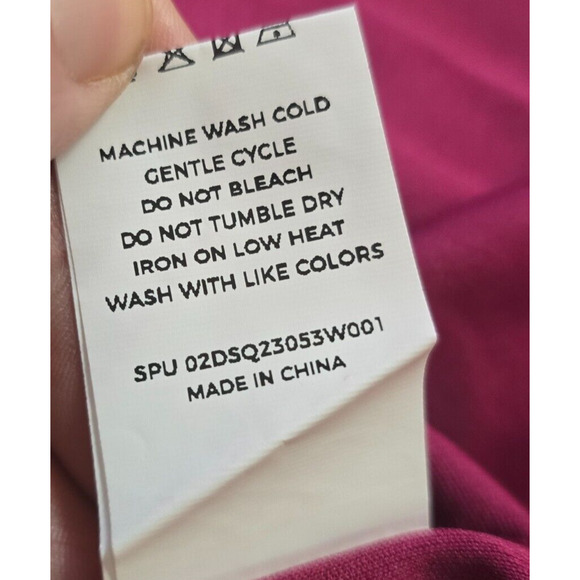 MACHINE WASH COLD
GENTLE CYCLE
DO NOT BLEACH
DO NOT TUMBLE DRY
IRON ON LOW HEAT
WASH WITH LIKE COLORS
SPU 02DSQ23053W001
MADE IN CHINA